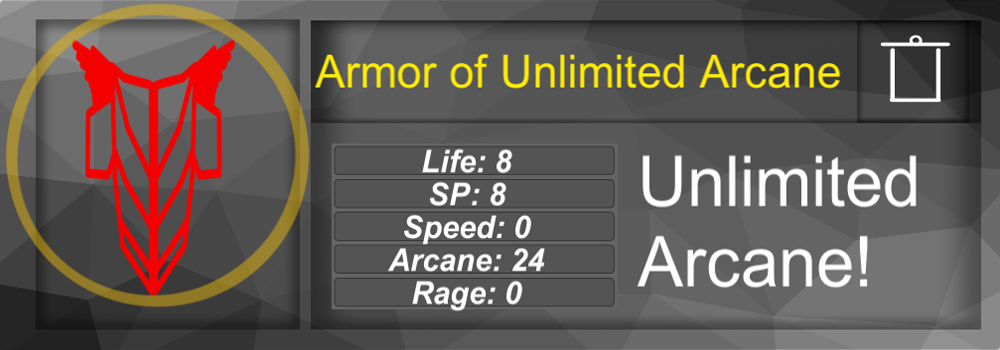 Armor of Unlimited Arcane
Life: 8
SP: 8
Speed: 0
Arcane: 24
Rage: 0
Unlimited
Arcane!